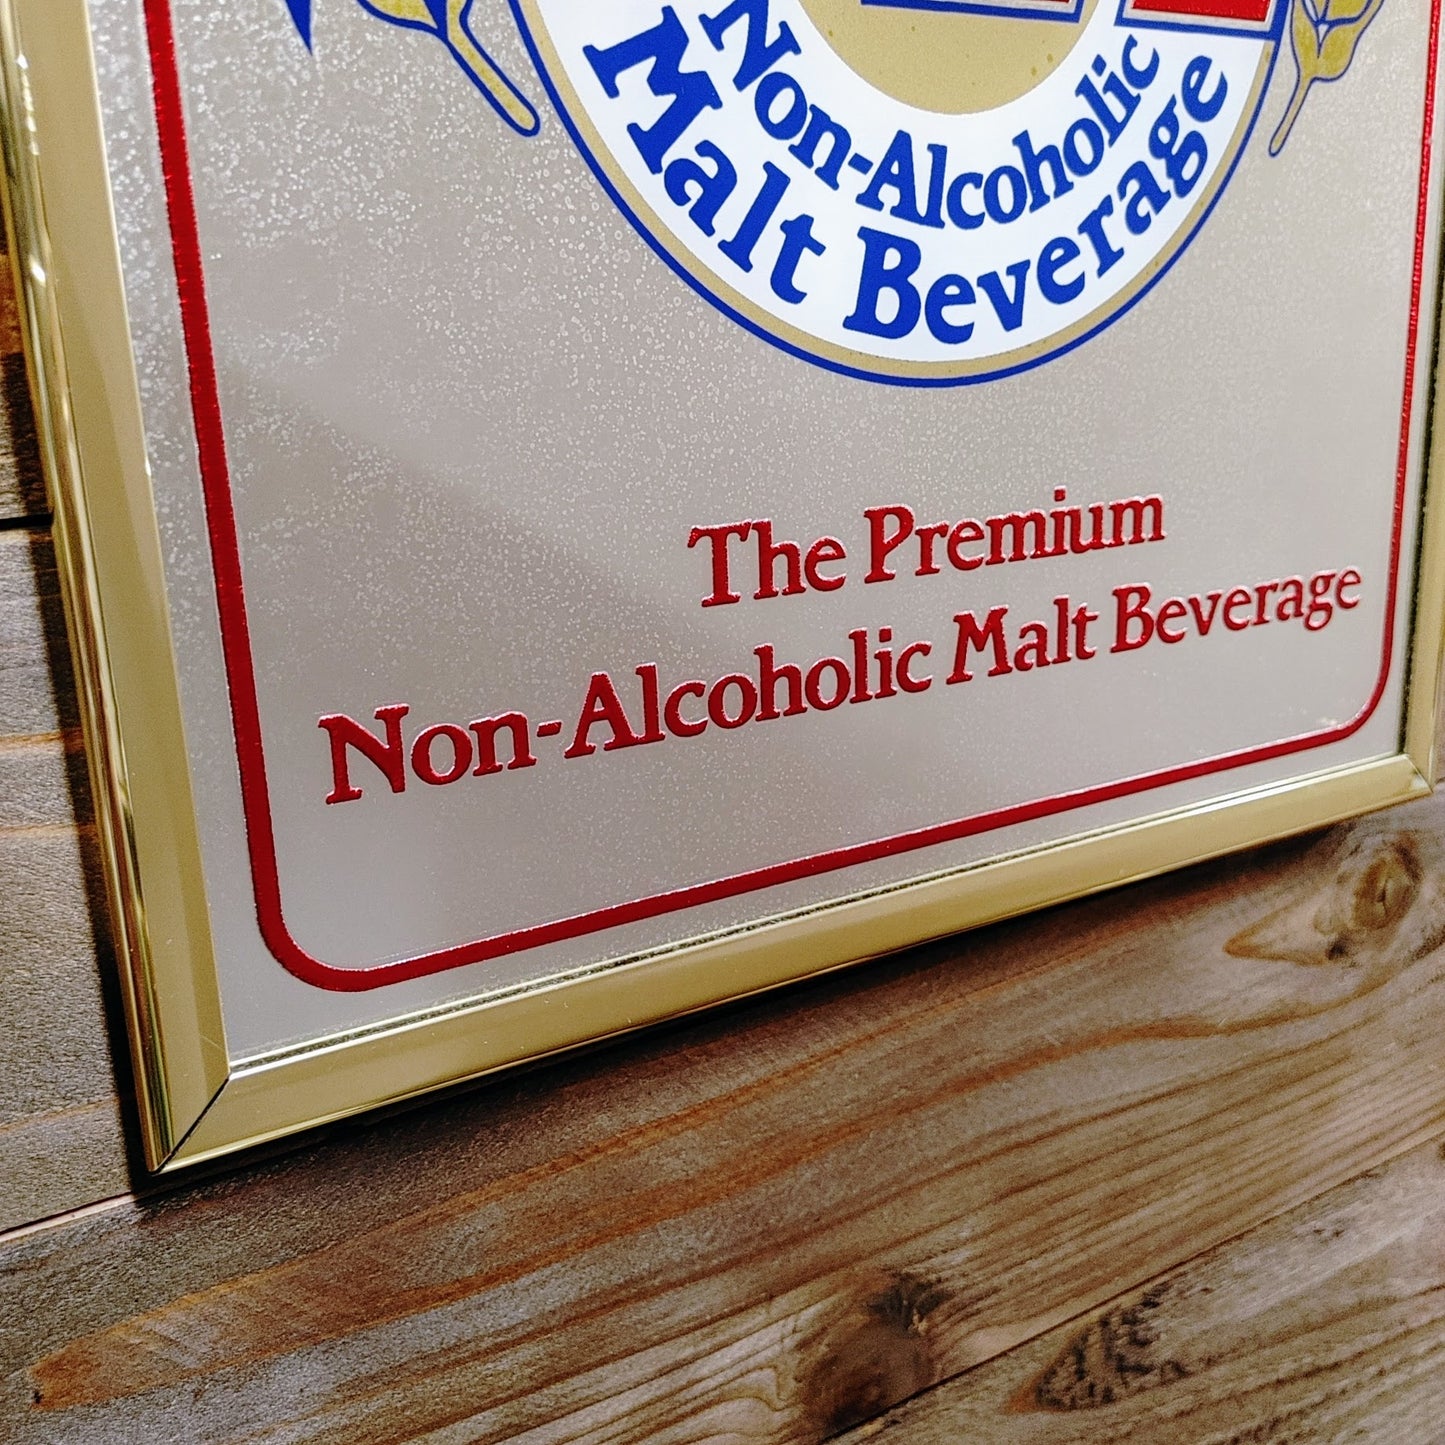 Non-Alcoholic
Malt Beverage
The Premium
Non-Alcoholic Malt Beverage